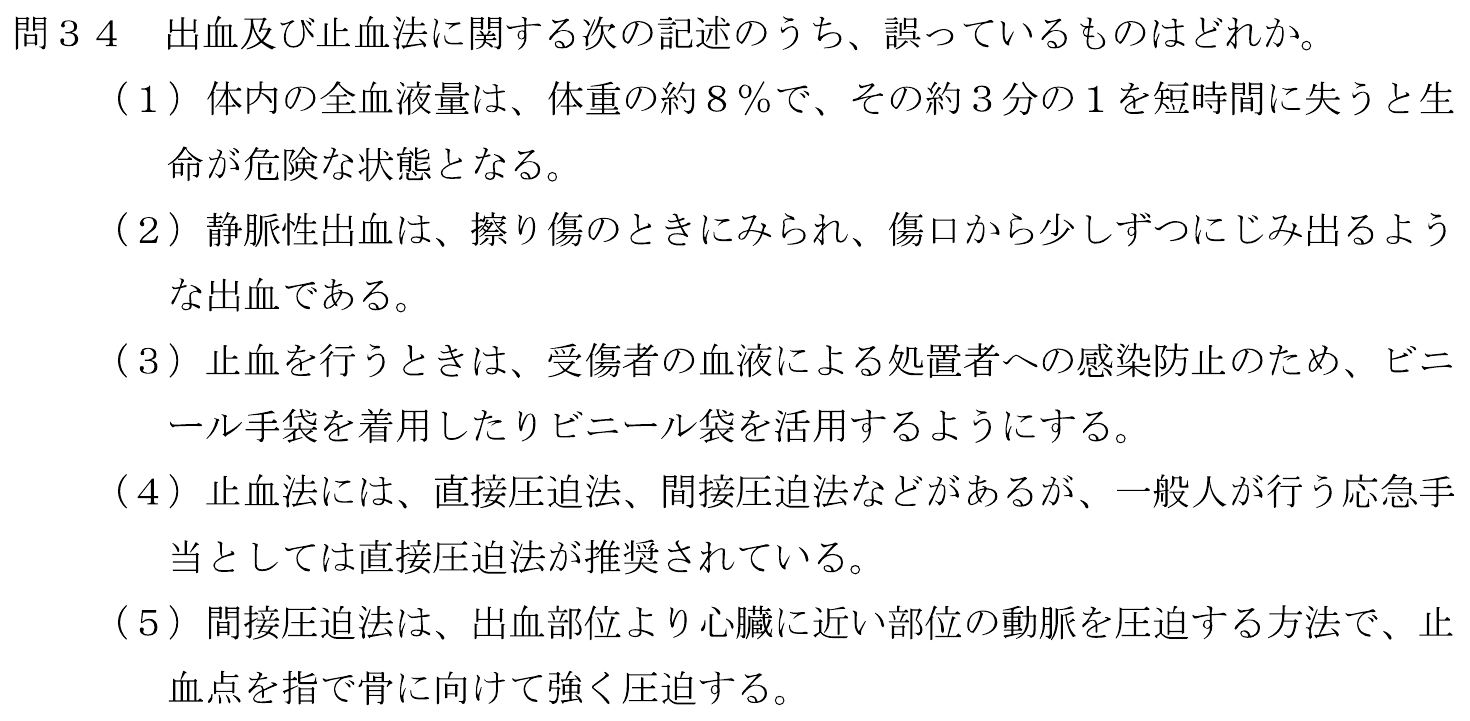 問３４　出血及び止血法に関する次の記述のうち、誤っているものはどれか。
（１）体内の全血液量は、体重の約８％で、その約３分の１を短時間に失うと生
命が危険な状態となる。
（２）静脈性出血は、擦り傷のときにみられ、傷口から少しずつにじみ出るよう
な出血である。
（３）止血を行うときは、受傷者の血液による処置者への感染防止のため、ビニ
ール手袋を着用したりビニール袋を活用するようにする。
（４）止血法には、直接圧迫法、間接圧迫法などがあるが、一般人が行う応急手
当としては直接圧迫法が推奨されている。
（５）間接圧迫法は、出血部位より心臓に近い部位の動脈を圧迫する方法で、止
血点を指で骨に向けて強く圧迫する。